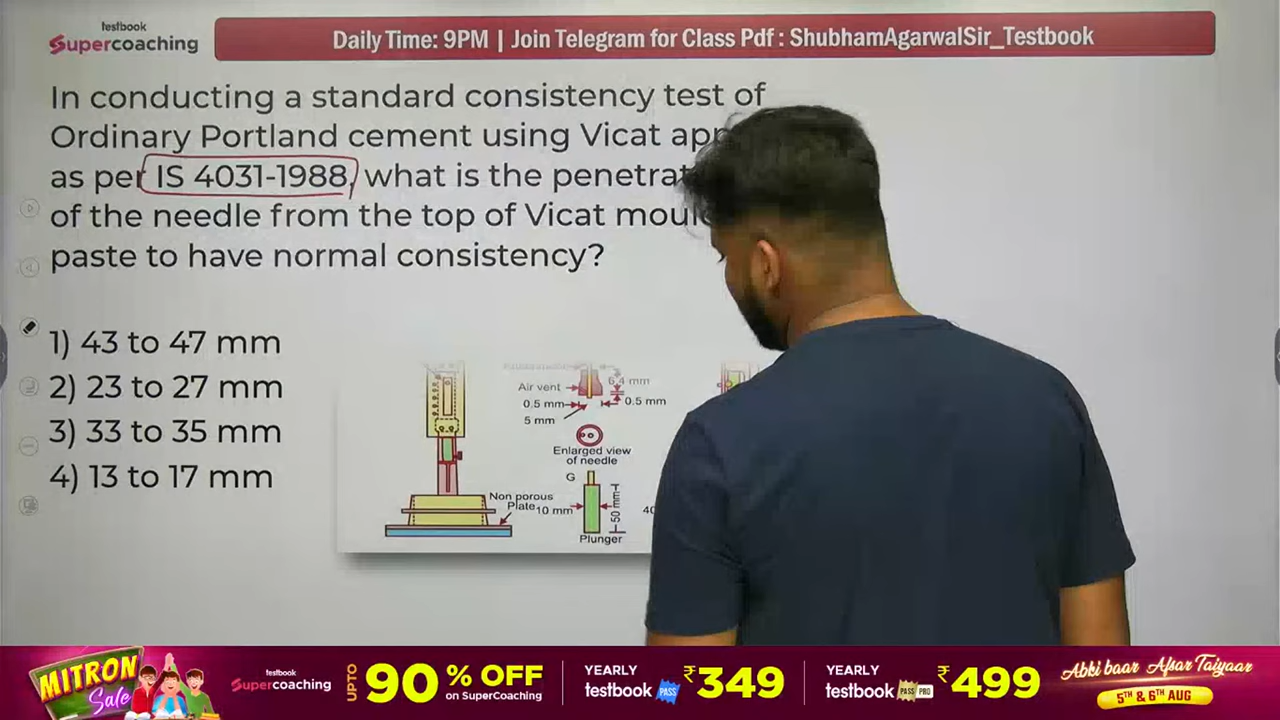 testbook
Supercoaching
Daily Time: 9PM | Join Telegram for Class Pdf : ShubhamAgarwalSir_Testbook
In conducting a standard consistency test of
Ordinary Portland cement using Vicat
as per IS 4031-1988, what is the
of the needle from the top of Vicat
paste to have normal consistency?
1) 43 to 47 mm
2) 23 to 27 mm
3) 33 to 35 mm
4) 13 to 17 mm
Air vent
6.4 mm
0.5 mm
0.5 mm
5 mm
Enlarged view
of needle
G
Non porous
Plate
10 mm
50 mm
Plunger
MITRON
Sale
testbook
Supercoaching
UPTO 90 % OFF
on SuperCoaching
YEARLY
testbook PASS
₹349
YEARLY
testbook PASS PRO
₹499
Abki baar Afsar Taiyaar
5TH & 6TH AUG